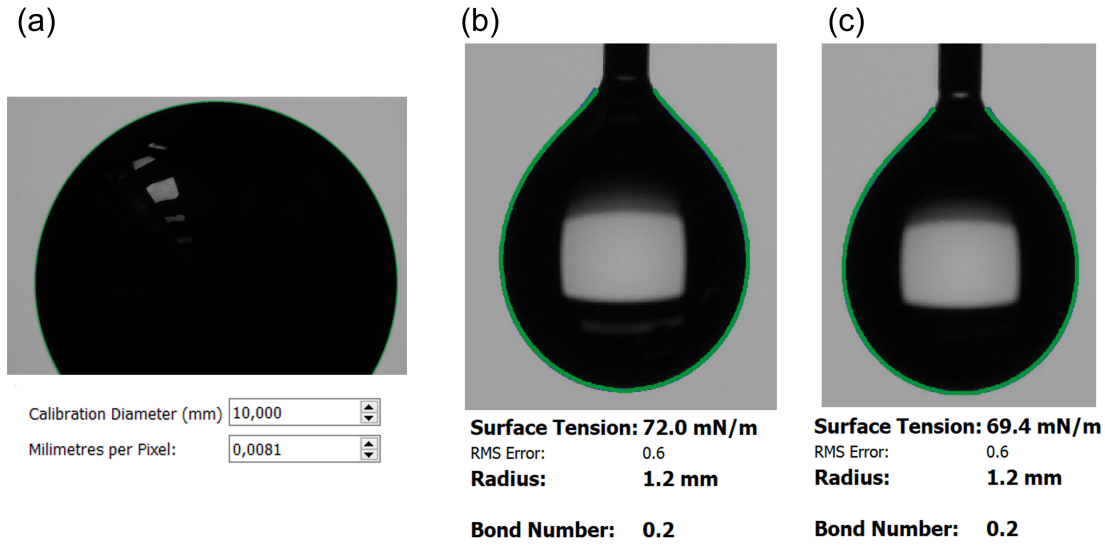 (a)
Calibration Diameter (mm) 10,000
Milimetres per Pixel: 0,0081
(b)
Surface Tension: 72.0 mN/m
RMS Error: 0.6
Radius: 1.2 mm
Bond Number: 0.2
(c)
Surface Tension: 69.4 mN/m
RMS Error: 0.6
Radius: 1.2 mm
Bond Number: 0.2